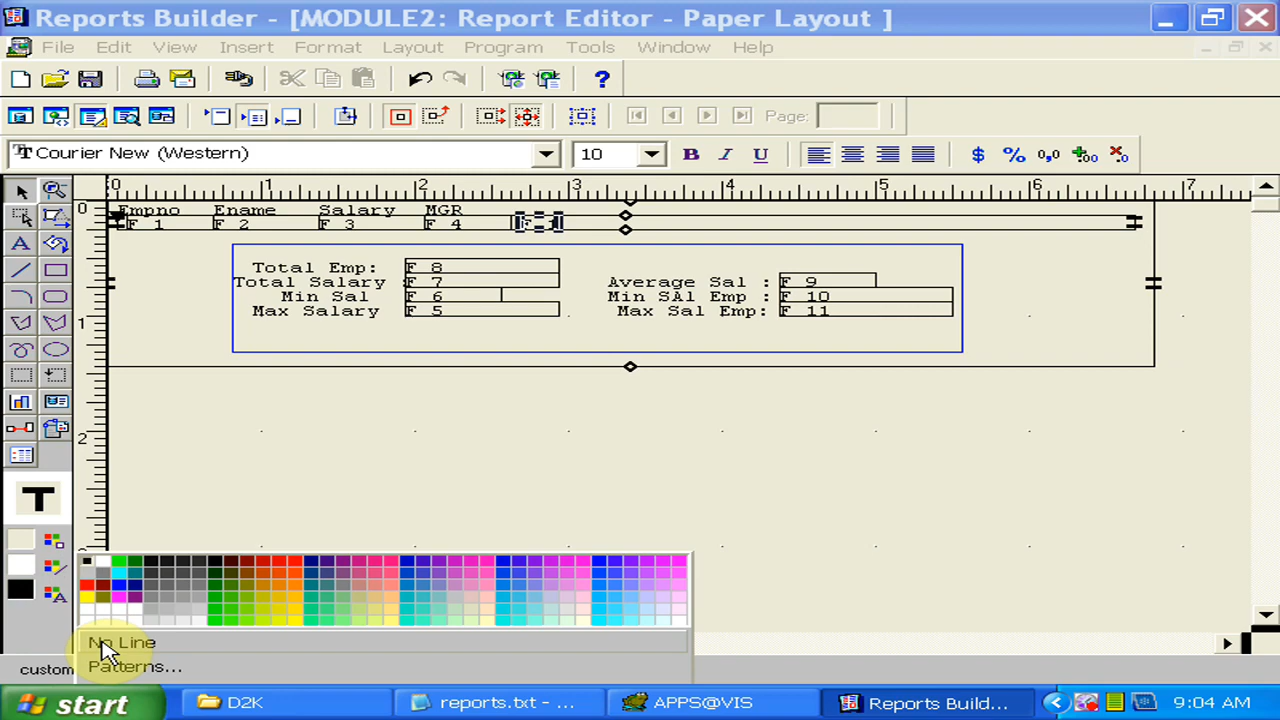 Reports Builder - [MODULE2: Report Editor - Paper Layout ]
File Edit View Insert Format Layout Program Tools Window Help
Page:
Courier New (Western) 10 B I U $ % 0,0 +.00 .00
0 1 2 3 4 5 6 7
0 Empno Ename Salary MGR
F 1 F 2 F 3 F 4
Total Emp: F 8
Total Salary : F 7 Average Sal : F 9
Min Sal F 6 Min SAl Emp : F 10
Max Salary F 5 Max Sal Emp: F 11
1
2
No Line
Patterns...
custom
start D2K reports.txt - ... APPS@VIS Reports Build... 9:04 AM